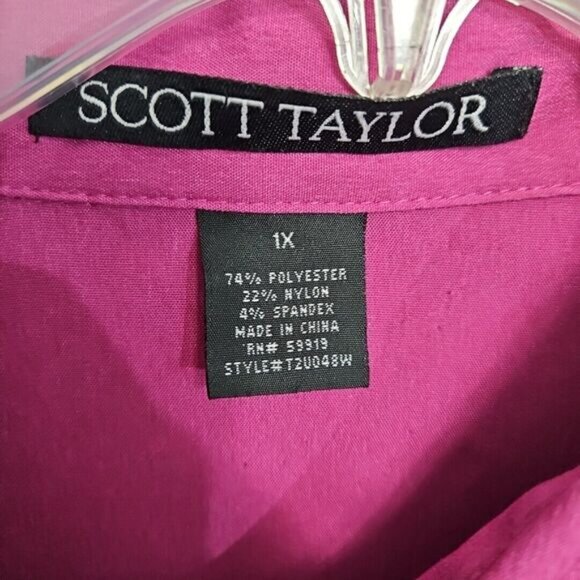 SCOTT TAYLOR
1X
74% POLYESTER
22% NYLON
4% SPANDEX
MADE IN CHINA
RN# 59919
STYLE#T2U048W